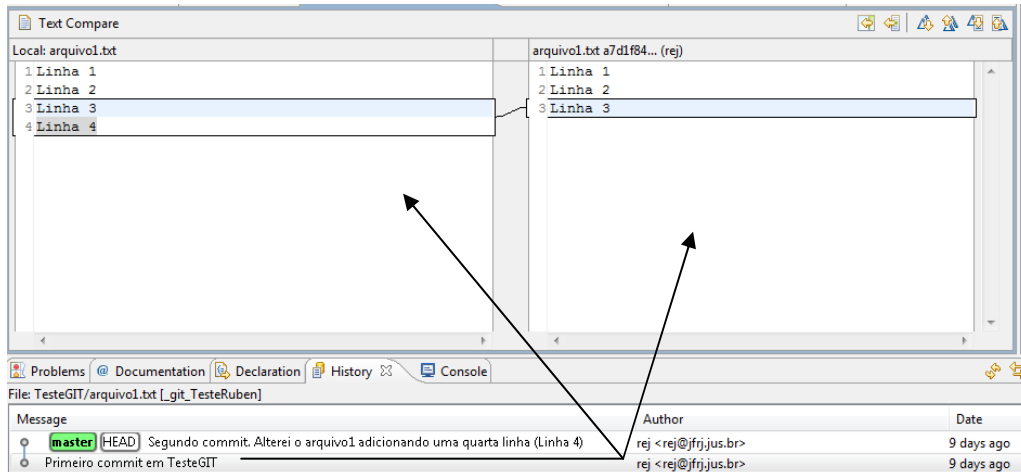 Text Compare
Local: arquivo1.txt
arquivo1.txt a7d1f84... (rej)
1 Linha 1
2 Linha 2
3 Linha 3
4 Linha 4
1 Linha 1
2 Linha 2
3 Linha 3
Problems @ Documentation Declaration History Console
File: TesteGIT/arquivo1.txt [_git_TesteRuben]
Message Author Date
master HEAD Segundo commit. Alterei o arquivo1 adicionando uma quarta linha (Linha 4) rej <rej@jfrj.jus.br> 9 days ago
Primeiro commit em TesteGIT rej <rej@jfrj.jus.br> 9 days ago